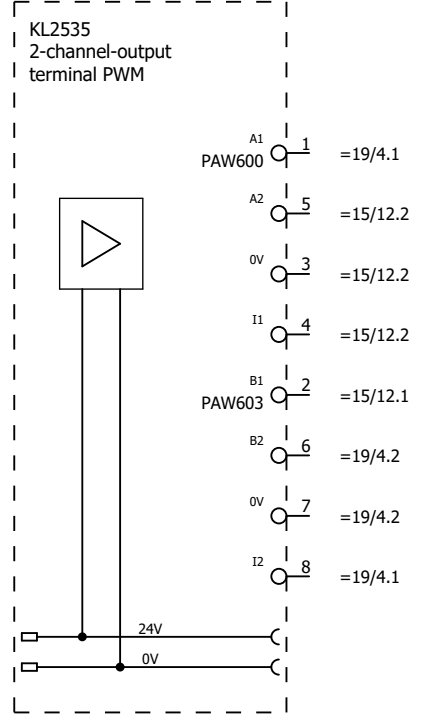 KL2535
2-channel-output
terminal PWM
A1 1 =19/4.1
PAW600
A2 5 =15/12.2
0V 3 =15/12.2
I1 4 =15/12.2
B1 2 =15/12.1
PAW603
B2 6 =19/4.2
0V 7 =19/4.2
I2 8 =19/4.1
24V
0V